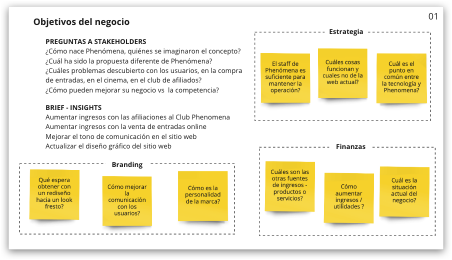 01
Objetivos del negocio
PREGUNTAS A STAKEHOLDERS
¿Cómo nace Phenómena, quiénes se imaginaron el concepto?
¿Cuál ha sido la propuesta diferente de Phenómena?
¿Cuáles problemas descubierto con los usuarios, en la compra
de entradas, en el cinema, en el club de afiliados?
¿Cómo pueden mejorar su negocio vs la competencia?
BRIEF - INSIGHTS
Aumentar ingresos con las afiliaciones al Club Phenomena
Aumentar ingresos con la venta de entradas online
Mejorar el tono de comunicación en el sitio web
Actualizar el diseño gráfico del sitio web
Estrategia
El staff de
Phenómena es
suficiente para
mantener la
operación?
Cuáles cosas
funcionan y
cuales no de la
web actual?
Cuál es el
punto en
común entre
la tecnología y
Phenomena?
Branding
Qué espera
obtener con
un rediseño
hacia un look
fresto?
Cómo mejorar
la
comunicación
con los
usuarios?
Cómo es la
personalidad
de la marca?
Finanzas
Cuáles son las
otras fuentes
de ingresos -
productos o
servicios?
Cómo
aumentar
ingresos /
utilidades ?
Cuál es la
situación
actual del
negocio?